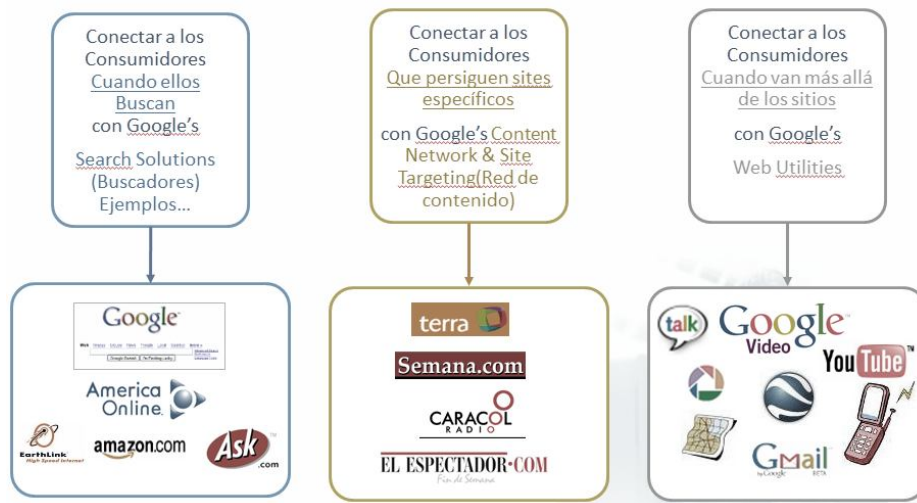 Conectar a los
Consumidores
Cuando ellos
Buscan
con Google's
Search Solutions
(Buscadores)
Ejemplos...
Conectar a los
Consumidores
Que persiguen sites
específicos
con Google's Content
Network & Site
Targeting(Red de
contenido)
Conectar a los
Consumidores
Cuando van más allá
de los sitios
con Google's
Web Utilities
Google
America
Online.
EarthLink
High Speed Internet
amazon.com
Ask
.com
terra
Semana.com
CARACOL
RADIO
EL ESPECTADOR·COM
Fin de Semana
talk
Google
Video
YouTube
Gmail
by Google
BETA